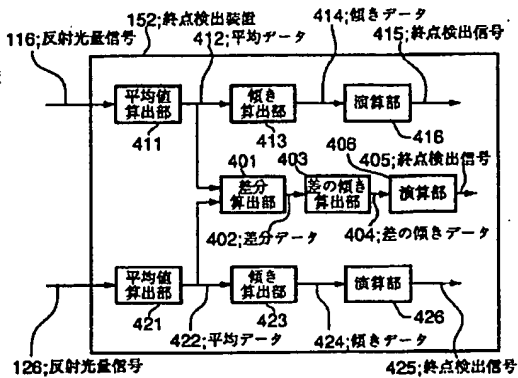 152;終点検出装置
412;平均データ
414;傾きデータ
415;終点検出信号
116;反射光量信号
平均値
算出部
411
傾き
算出部
413
演算部
416
401
差分
算出部
402;差分データ
403
差の傾き
算出部
404;差の傾きデータ
406
演算部
405;終点検出信号
平均値
算出部
421
422;平均データ
傾き
算出部
423
424;傾きデータ
演算部
426
425;終点検出信号
126;反射光量信号